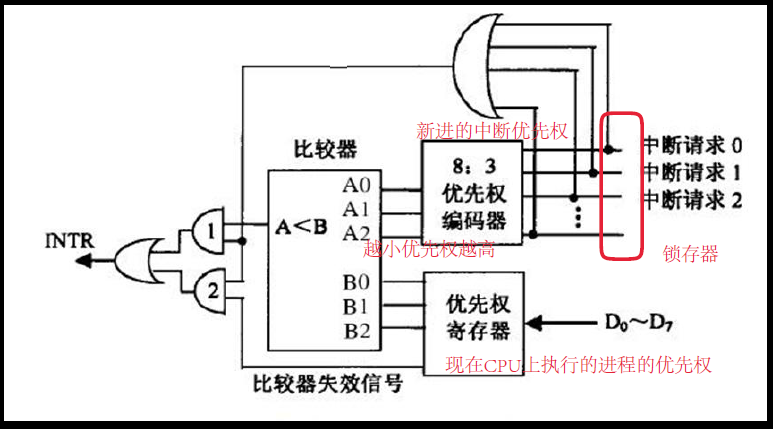 新进的中断优先权
中断请求 0
比较器
8：3
中断请求 1
A0
优先权
中断请求 2
A1
编码器
1
A<B
A2
INTR
越小优先权越高
锁存器
2
B0
优先权
B1
寄存器
D0～D7
B2
现在CPU上执行的进程的优先权
比较器失效信号